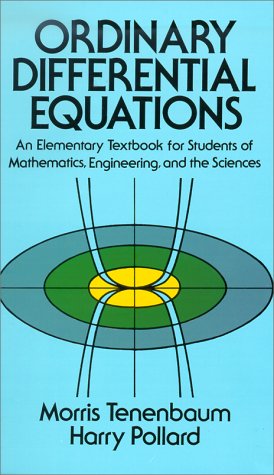 ORDINARY
DIFFERENTIAL
EQUATIONS
An Elementary Textbook for Students of
Mathematics, Engineering, and the Sciences
Morris Tenenbaum
Harry Pollard